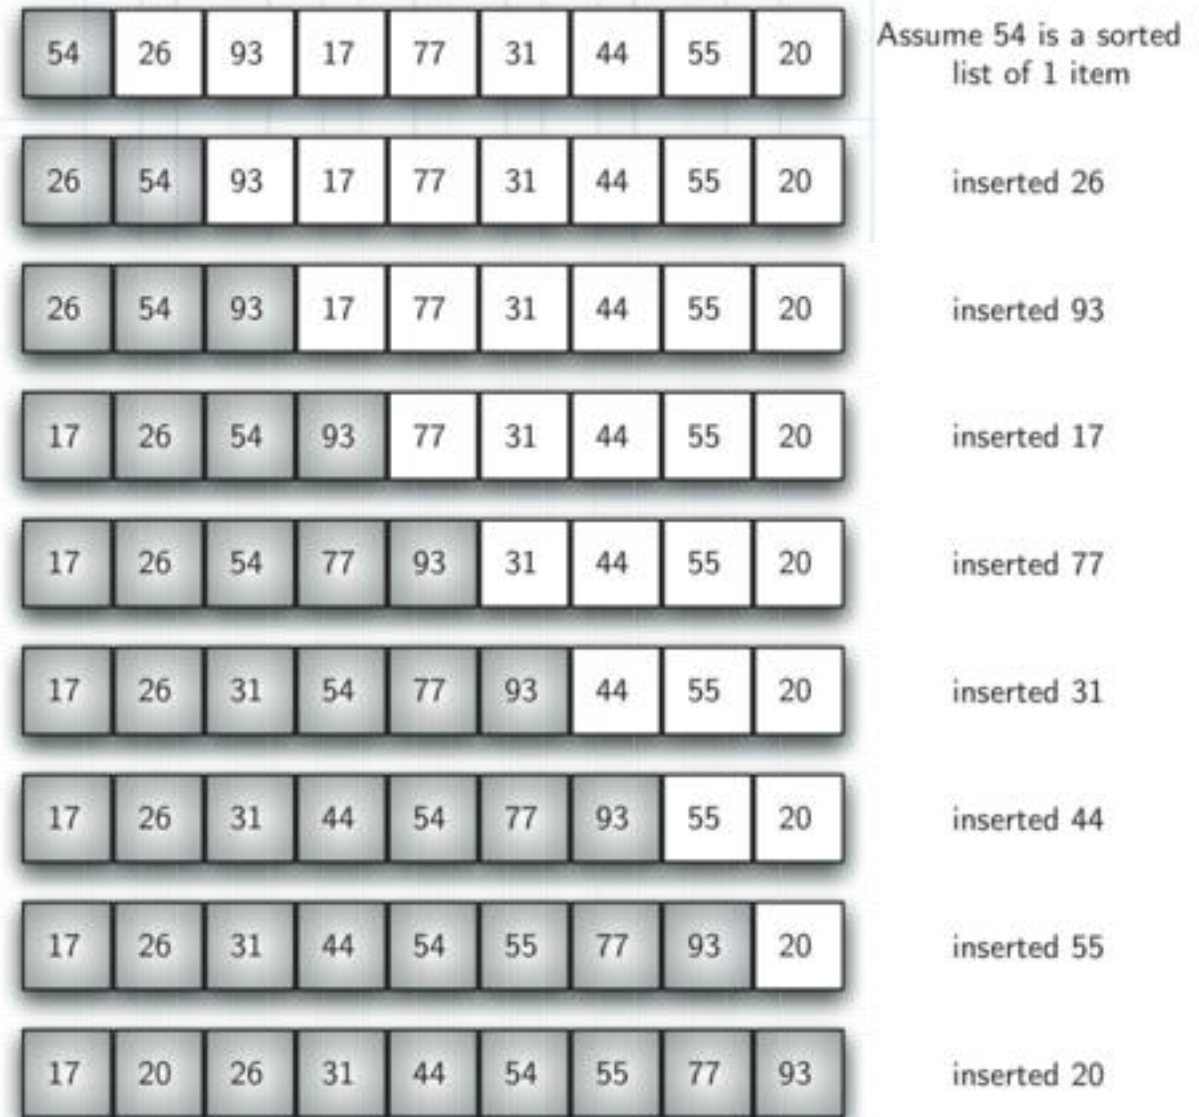 54 26 93 17 77 31 44 55 20 Assume 54 is a sorted
list of 1 item
26 54 93 17 77 31 44 55 20 inserted 26
26 54 93 17 77 31 44 55 20 inserted 93
17 26 54 93 77 31 44 55 20 inserted 17
17 26 54 77 93 31 44 55 20 inserted 77
17 26 31 54 77 93 44 55 20 inserted 31
17 26 31 44 54 77 93 55 20 inserted 44
17 26 31 44 54 55 77 93 20 inserted 55
17 20 26 31 44 54 55 77 93 inserted 20